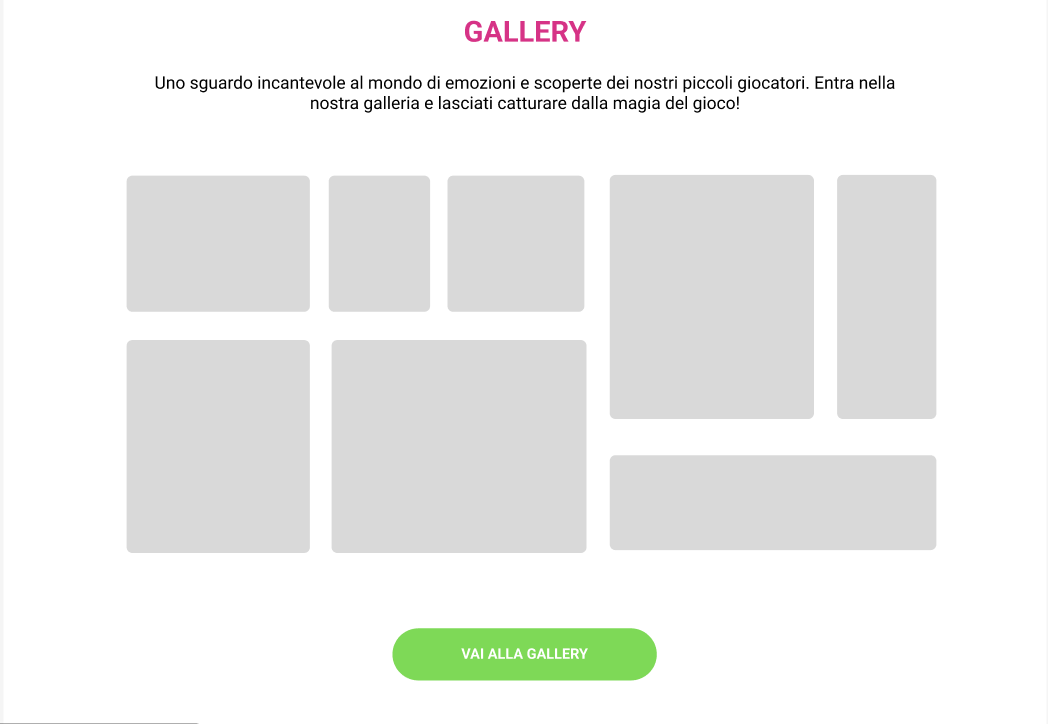 GALLERY
Uno sguardo incantevole al mondo di emozioni e scoperte dei nostri piccoli giocatori. Entra nella
nostra galleria e lasciati catturare dalla magia del gioco!
VAI ALLA GALLERY